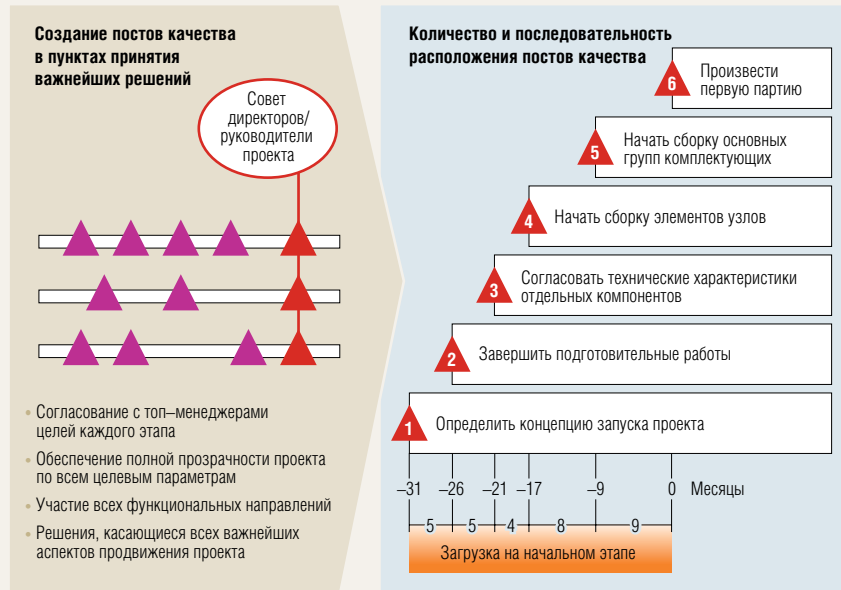 Создание постов качества
в пунктах принятия
важнейших решений
Совет
директоров/
руководители
проекта
• Согласование с топ–менеджерами
целей каждого этапа
• Обеспечение полной прозрачности проекта
по всем целевым параметрам
• Участие всех функциональных направлений
• Решения, касающиеся всех важнейших
аспектов продвижения проекта
Количество и последовательность
расположения постов качества
6 Произвести
первую партию
5 Начать сборку основных
групп комплектующих
4 Начать сборку элементов узлов
3 Согласовать технические характеристики
отдельных компонентов
2 Завершить подготовительные работы
1 Определить концепцию запуска проекта
–31 –26 –21 –17 –9 0 Месяцы
5 5 4 8 9
Загрузка на начальном этапе